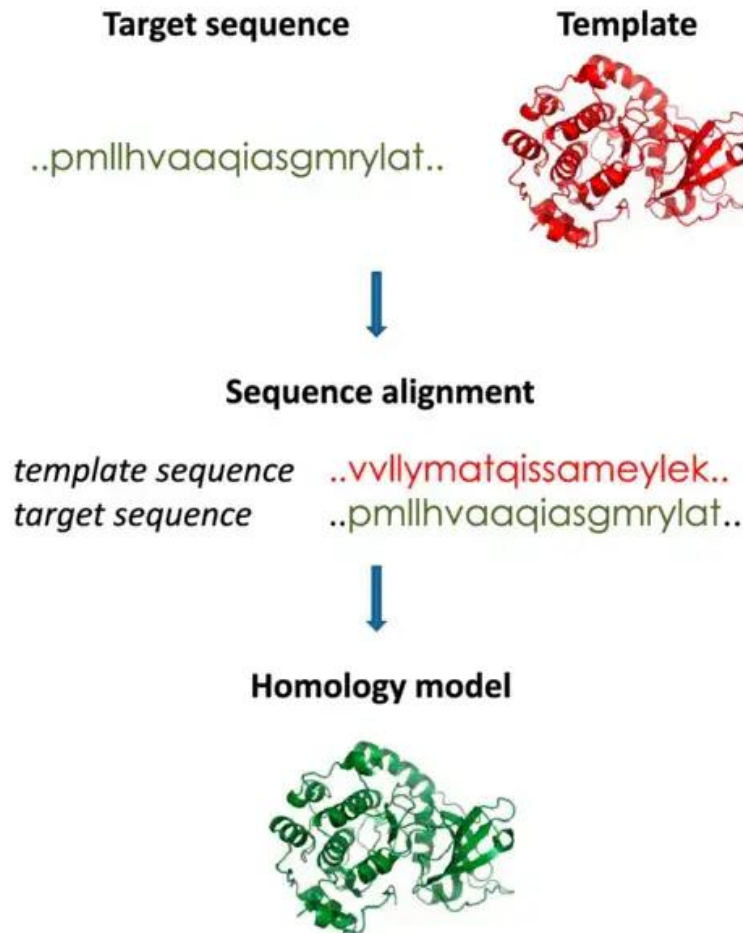 Target sequence
Template
..pmllhvaaqiasgmrylat..
Sequence alignment
template sequence ..vvllymatqissameylek..
target sequence ..pmllhvaaqiasgmrylat..
Homology model